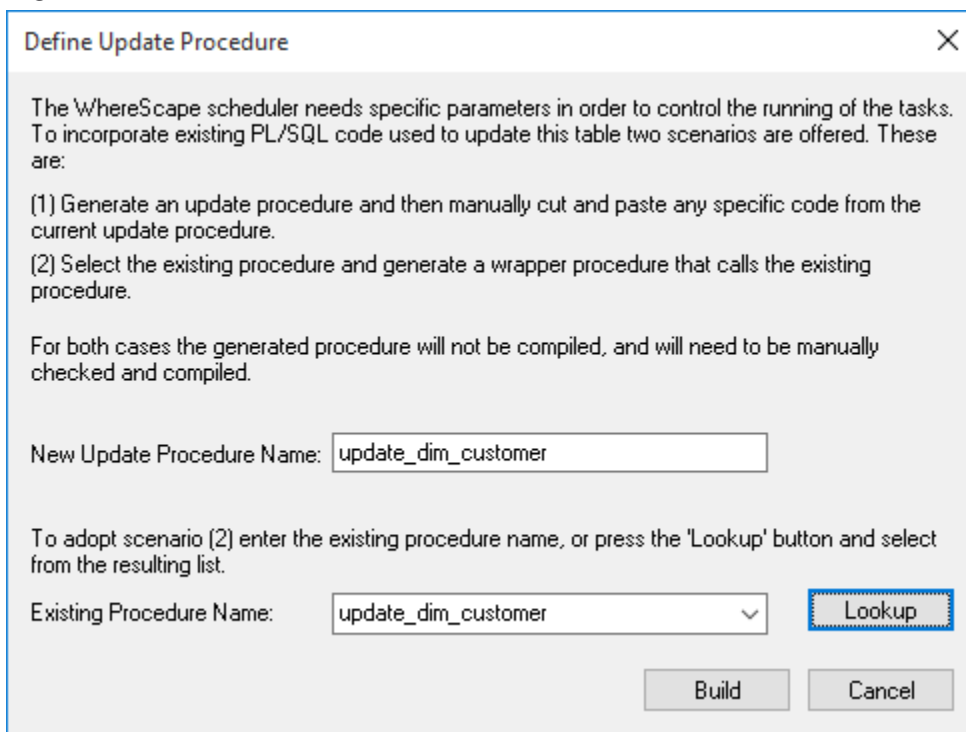 Define Update Procedure
The WhereScape scheduler needs specific parameters in order to control the running of the tasks.
To incorporate existing PL/SQL code used to update this table two scenarios are offered. These
are:
(1) Generate an update procedure and then manually cut and paste any specific code from the
current update procedure.
(2) Select the existing procedure and generate a wrapper procedure that calls the existing
procedure.
For both cases the generated procedure will not be compiled, and will need to be manually
checked and compiled.
New Update Procedure Name: update_dim_customer
To adopt scenario (2) enter the existing procedure name, or press the 'Lookup' button and select
from the resulting list.
Existing Procedure Name: update_dim_customer Lookup
Build Cancel